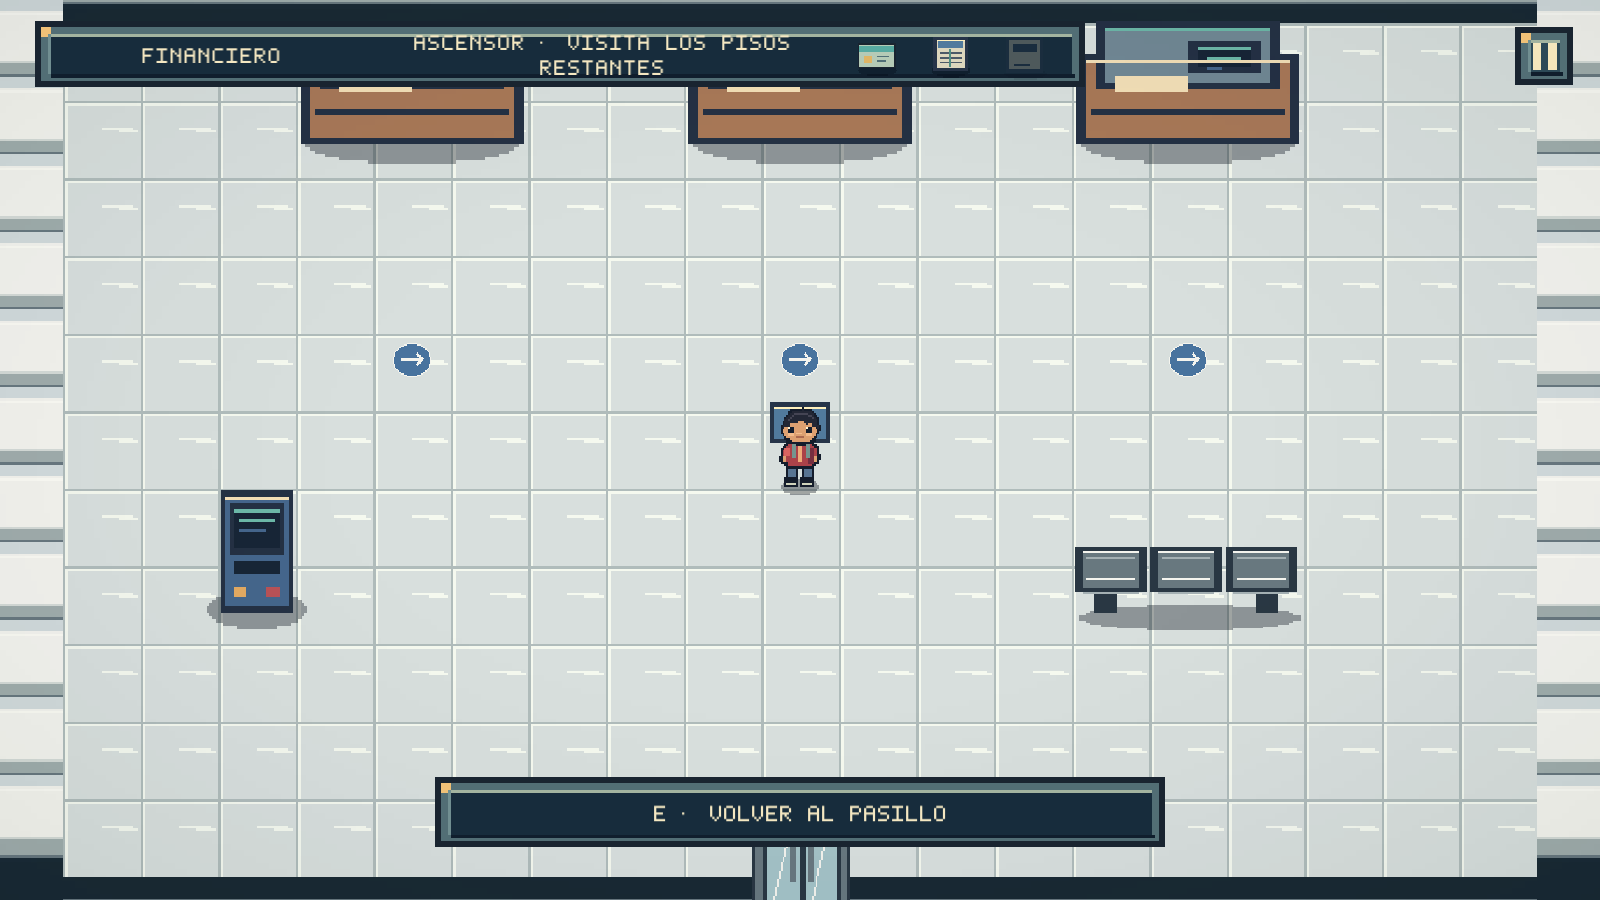 FINANCIERO
ASCENSOR · VISITA LOS PISOS
RESTANTES
E · VOLVER AL PASILLO